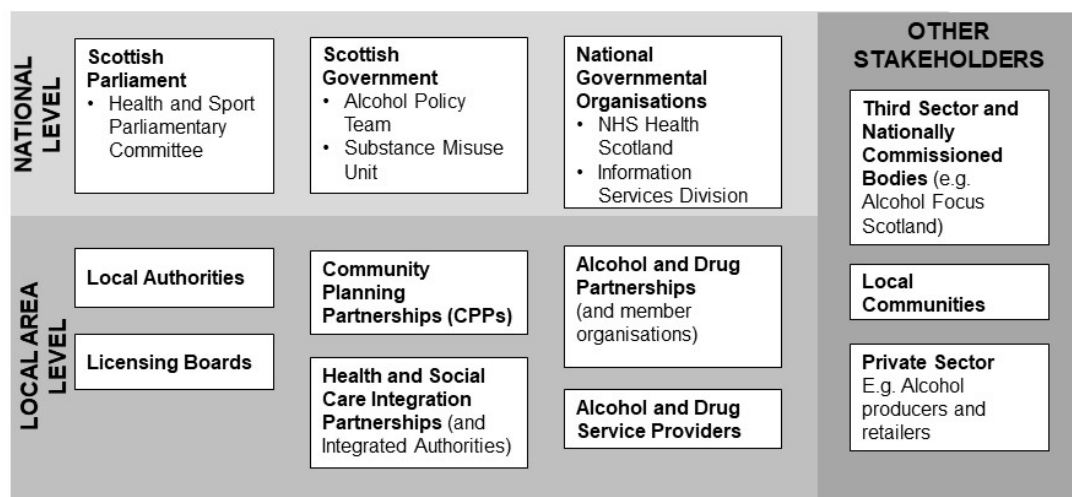 NATIONAL
LEVEL
Scottish
Parliament
• Health and Sport
Parliamentary
Committee
Scottish
Government
• Alcohol Policy
Team
• Substance Misuse
Unit
National
Governmental
Organisations
• NHS Health
Scotland
• Information
Services Division
LOCAL AREA
LEVEL
Local Authorities
Licensing Boards
Community
Planning
Partnerships (CPPs)
Health and Social
Care Integration
Partnerships (and
Integrated Authorities)
Alcohol and Drug
Partnerships
(and member
organisations)
Alcohol and Drug
Service Providers
OTHER
STAKEHOLDERS
Third Sector and
Nationally
Commissioned
Bodies (e.g.
Alcohol Focus
Scotland)
Local
Communities
Private Sector
E.g. Alcohol
producers and
retailers